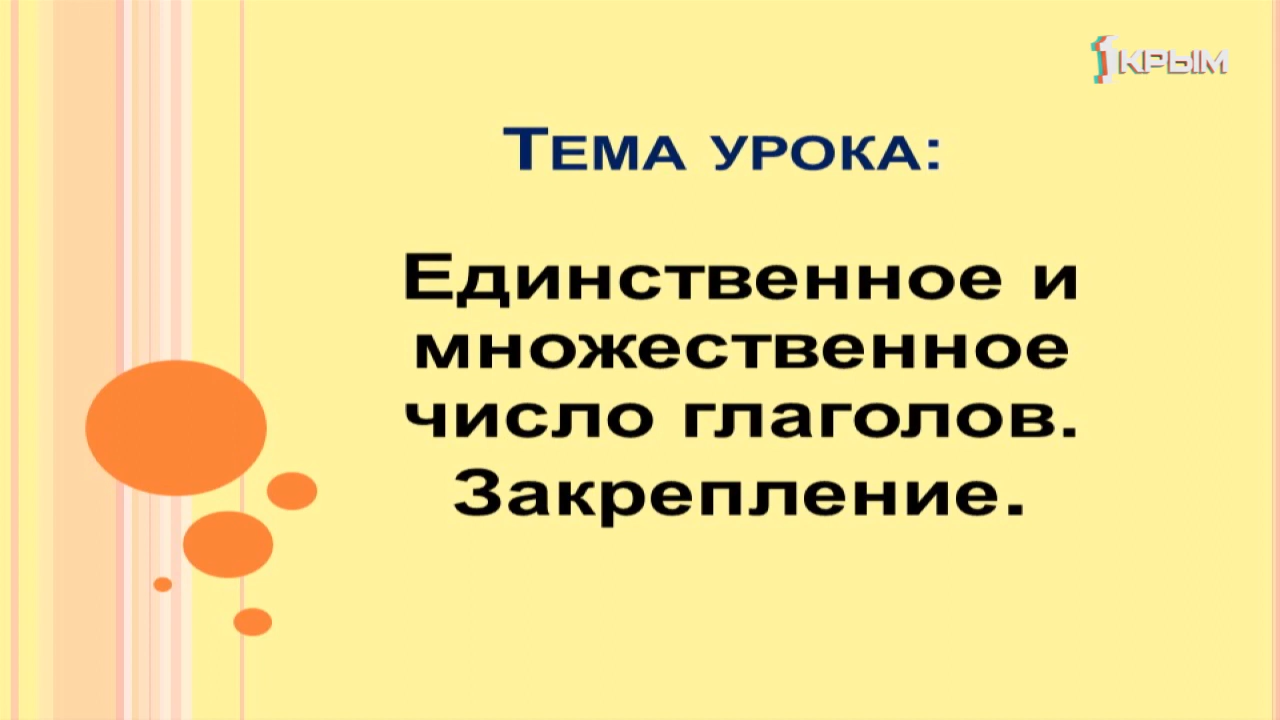 1КРЫМ
Тема урока:
Единственное и
множественное
число глаголов.
Закрепление.